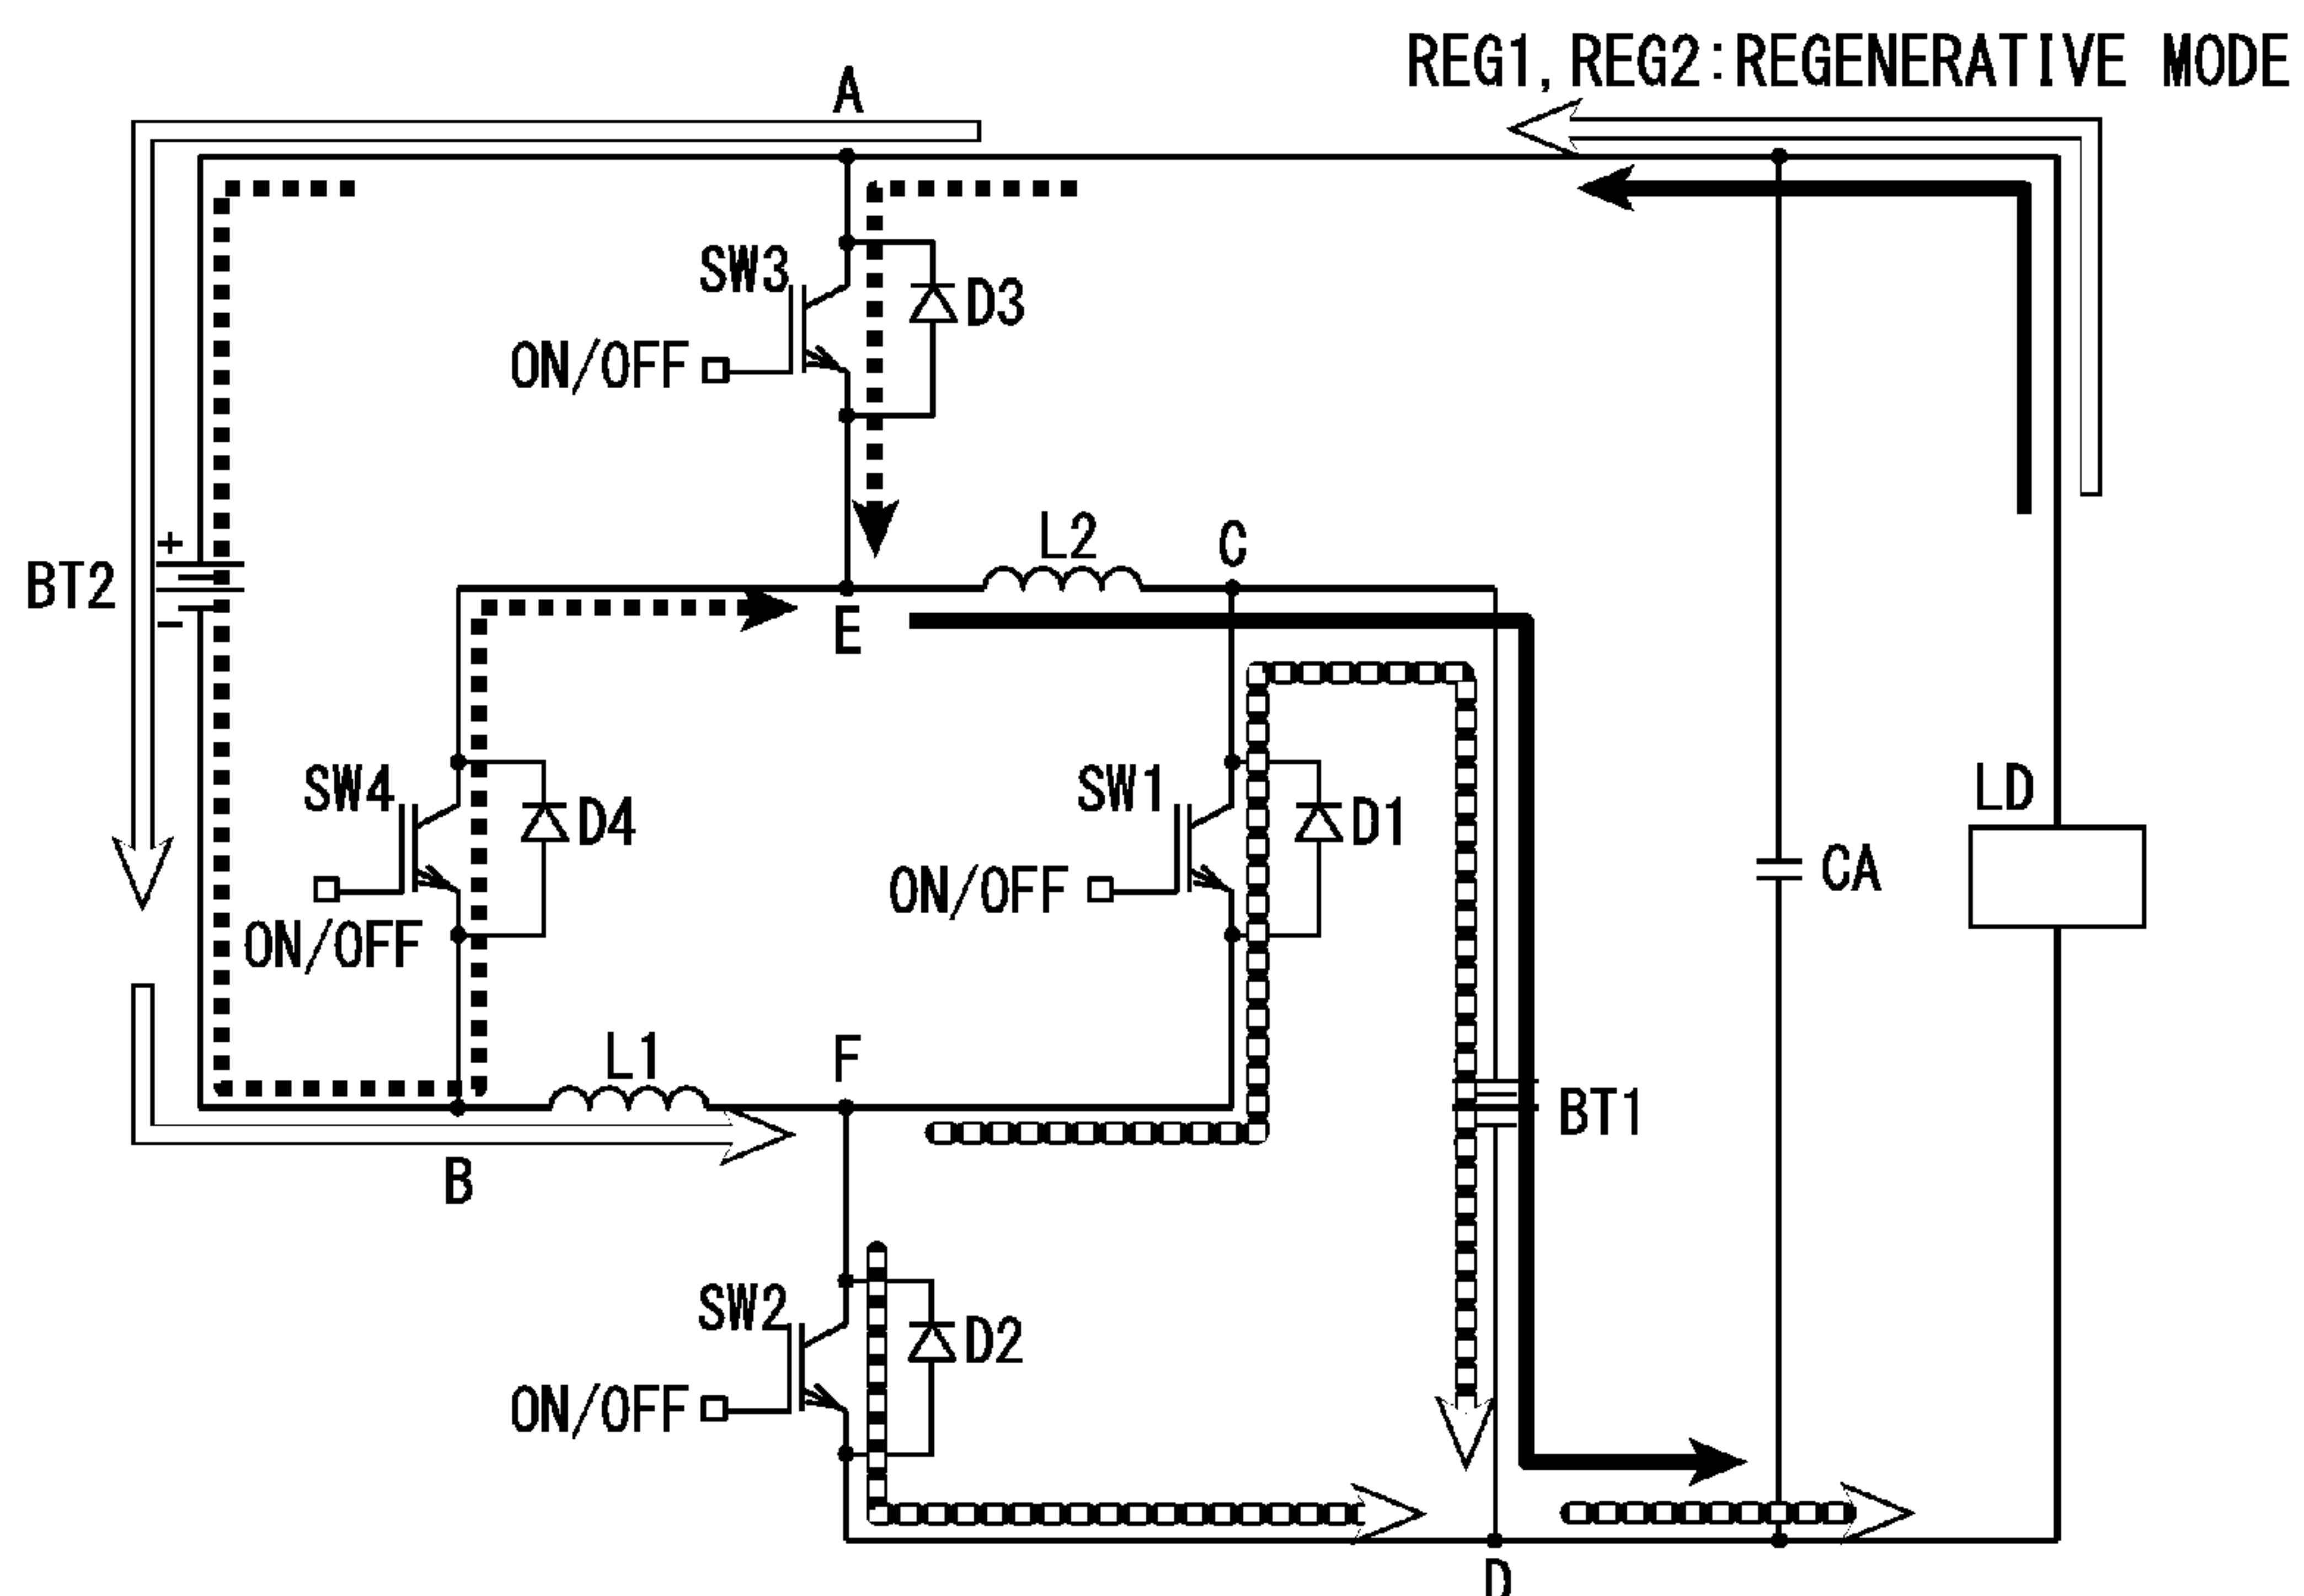 REG1, REG2:REGENERATIVE MODE
A
SW3
D3
ON/OFF
L2
C
+
BT2
−
E
SW4
D4
SW1
D1
LD
ON/OFF
CA
ON/OFF
L1
F
BT1
B
SW2
D2
ON/OFF
D